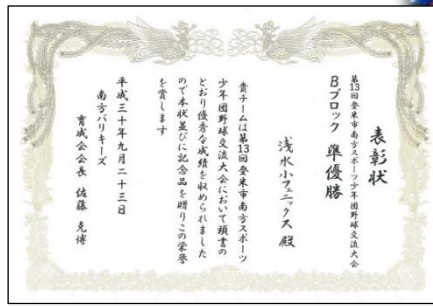 表彰状
第13回登米市南方スポーツ少年団野球交流大会
Bブロック 準優勝
浅水小フェニックス殿
貴チームは第13回登米市南方スポーツ
少年団野球交流大会において頭書の
とおり優秀な成績を収められました
ので本状並びに記念品を贈りこの栄誉
を賞します
平成三十年九月二十三日
南方バリキーズ
育成会会長 佐藤克博